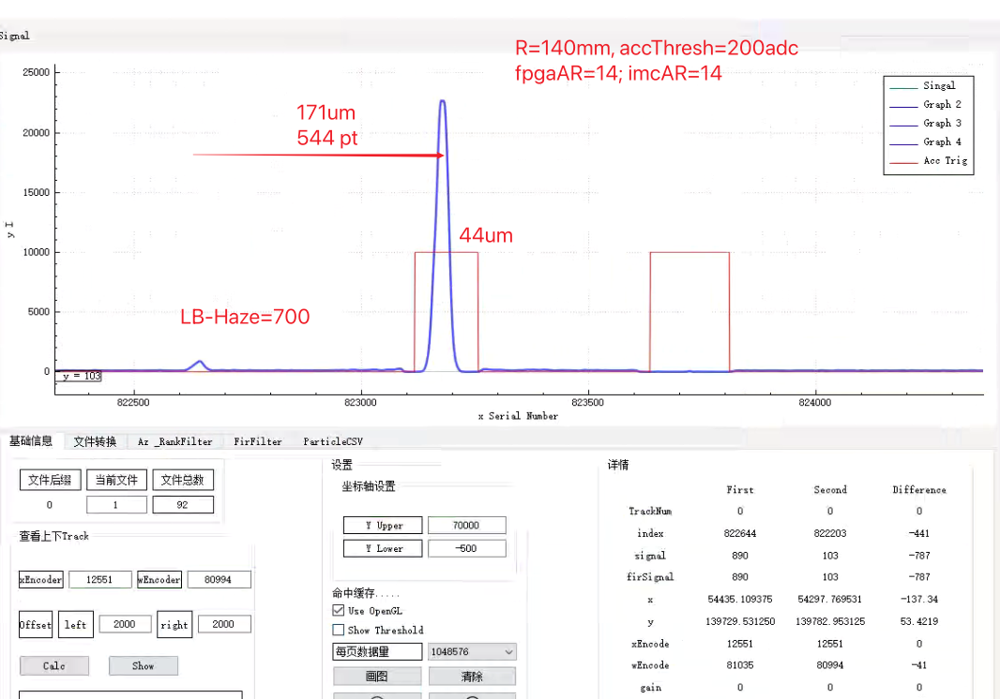 Signal
R=140mm, accThresh=200adc
fpgaAR=14; imcAR=14
25000
Singal
Graph 2
Graph 3
Graph 4
Acc Trig
171um
544 pt
20000
15000
y I
44um
10000
LB-Haze=700
5000
0
y = 103
822500
823000
823500
824000
x Serial Number
基础信息
文件转换
Az _RankFilter
FirFilter
ParticleCSV
文件后缀 当前文件 文件总数
0 1 92
查看上下Track
xEncoder 12551 wEncoder 80994
Offset left 2000 right 2000
Calc Show
设置
坐标轴设置
Y Upper 70000
Y Lower -500
命中缓存.....
Use OpenGL
Show Threshold
每页数据量 1048576
画图 清除
详情
First Second Difference
TrackNum 0 0 0
index 822644 822203 -441
signal 890 103 -787
firSignal 890 103 -787
x 54435.109375 54297.769531 -137.34
y 139729.531250 139782.953125 53.4219
xEncode 12551 12551 0
wEncode 81035 80994 -41
gain 0 0 0